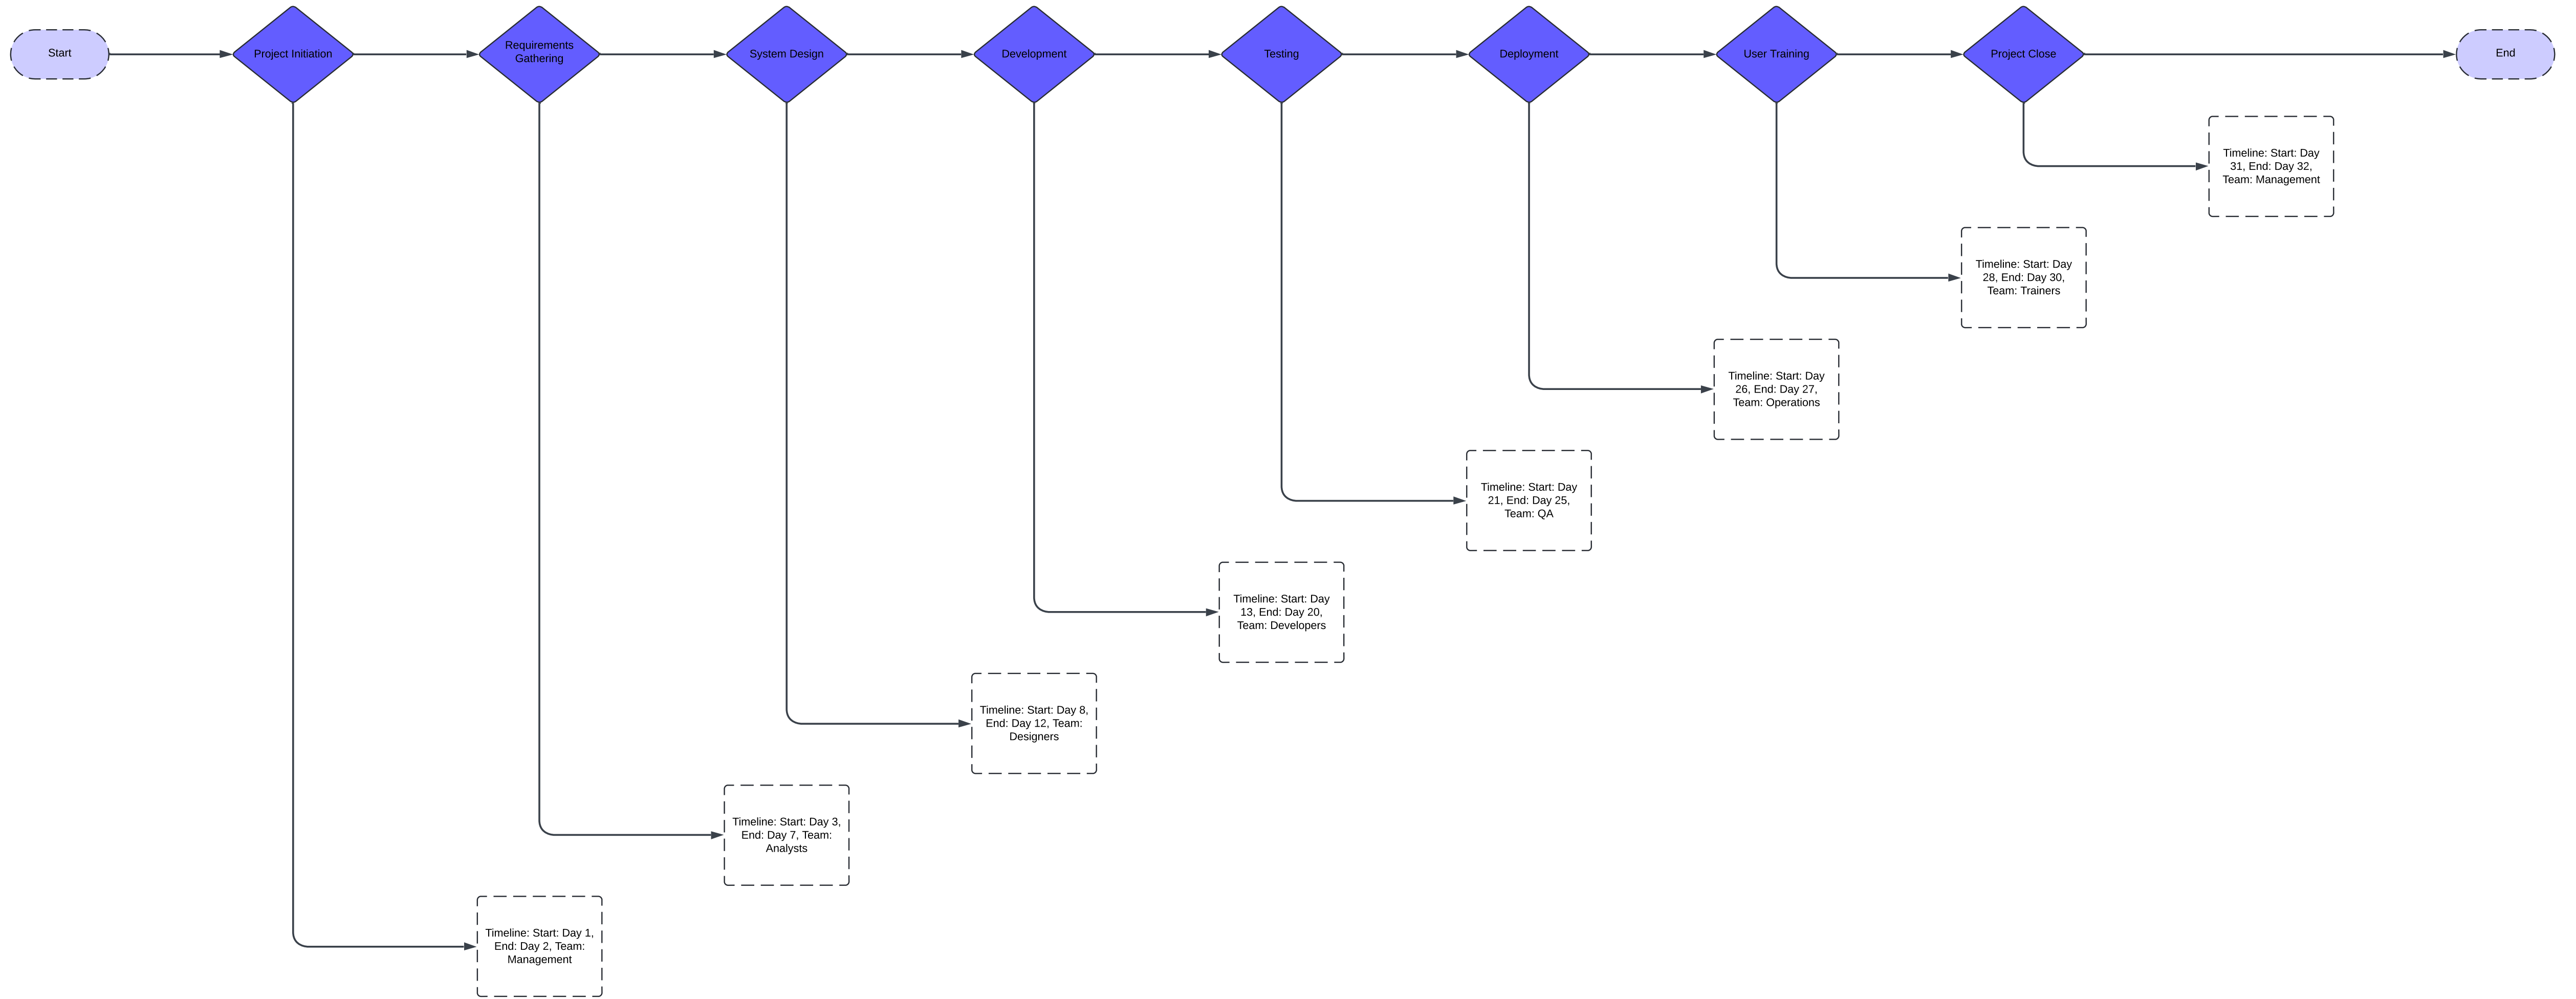 Start
Project Initiation
Requirements
Gathering
System Design
Development
Testing
Deployment
User Training
Project Close
End
Timeline: Start: Day
31, End: Day 32,
Team: Management
Timeline: Start: Day
28, End: Day 30,
Team: Trainers
Timeline: Start: Day
26, End: Day 27,
Team: Operations
Timeline: Start: Day
21, End: Day 25,
Team: QA
Timeline: Start: Day
13, End: Day 20,
Team: Developers
Timeline: Start: Day 8,
End: Day 12, Team:
Designers
Timeline: Start: Day 3,
End: Day 7, Team:
Analysts
Timeline: Start: Day 1,
End: Day 2, Team:
Management